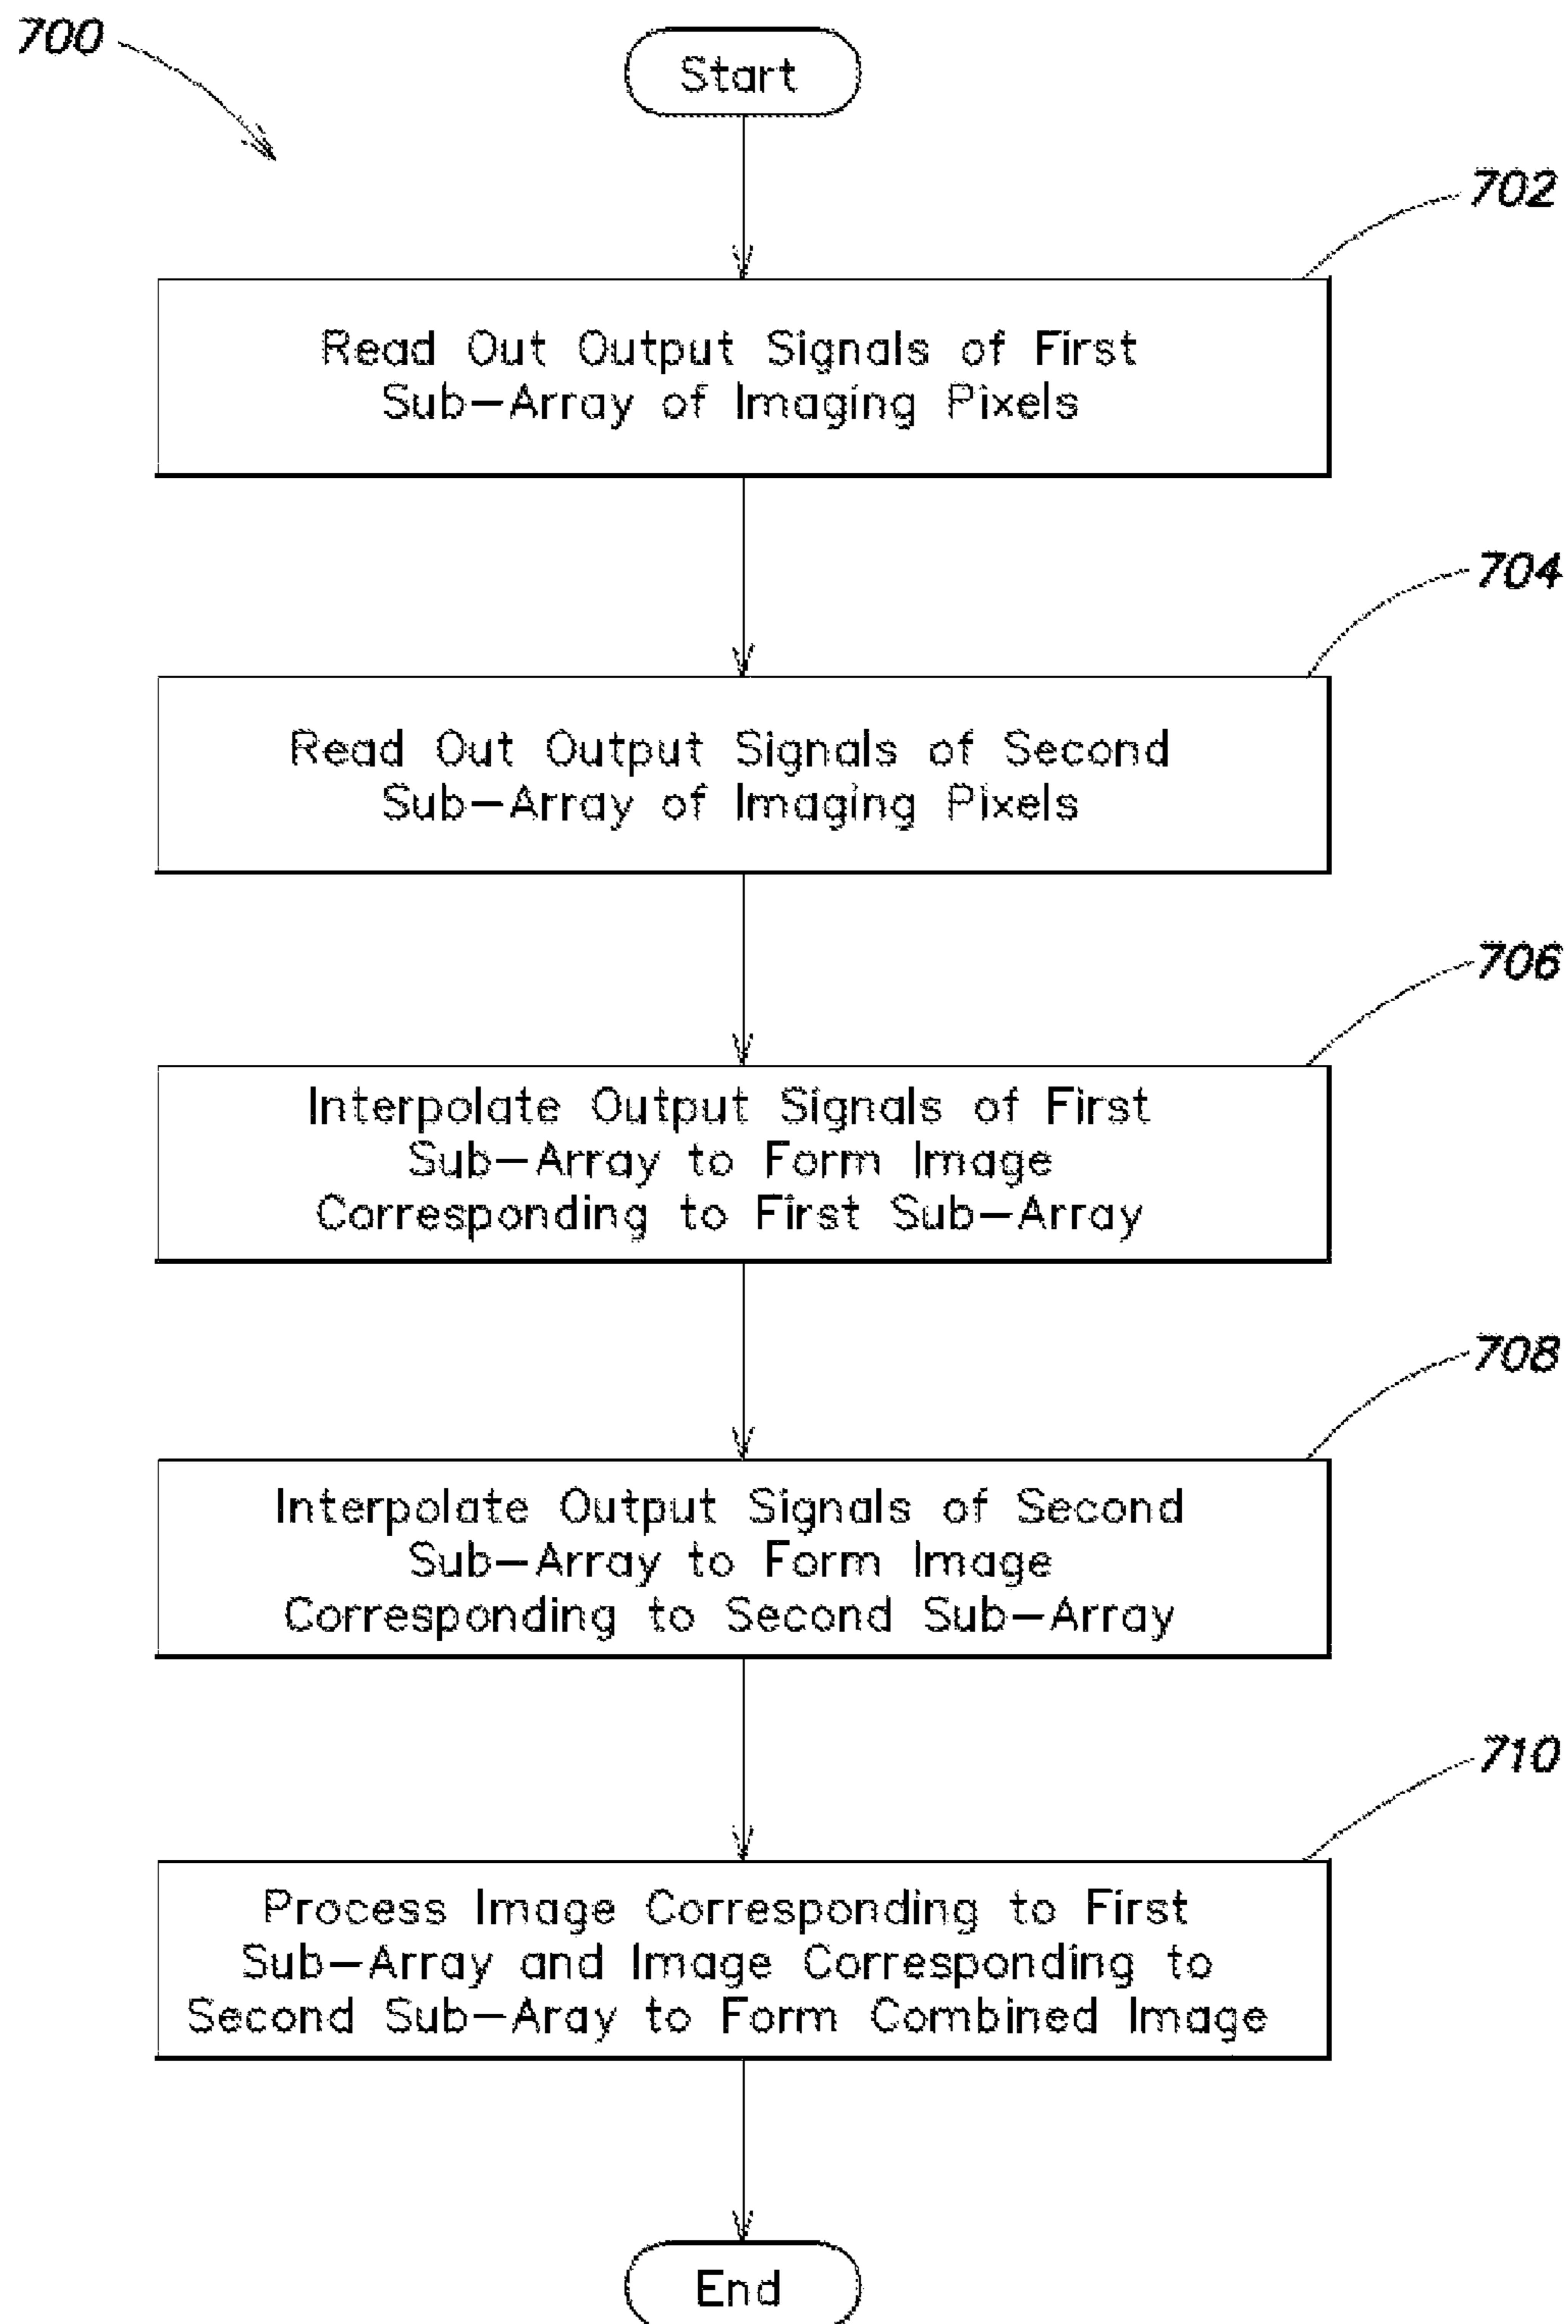 700
Start
702
Read Out Output Signals of First
Sub-Array of Imaging Pixels
704
Read Out Output Signals of Second
Sub-Array of Imaging Pixels
706
Interpolate Output Signals of First
Sub-Array to Form Image
Corresponding to First Sub-Array
708
Interpolate Output Signals of Second
Sub-Array to Form Image
Corresponding to Second Sub-Array
710
Process Image Corresponding to First
Sub-Array and Image Corresponding to
Second Sub-Aray to Form Combined Image
End